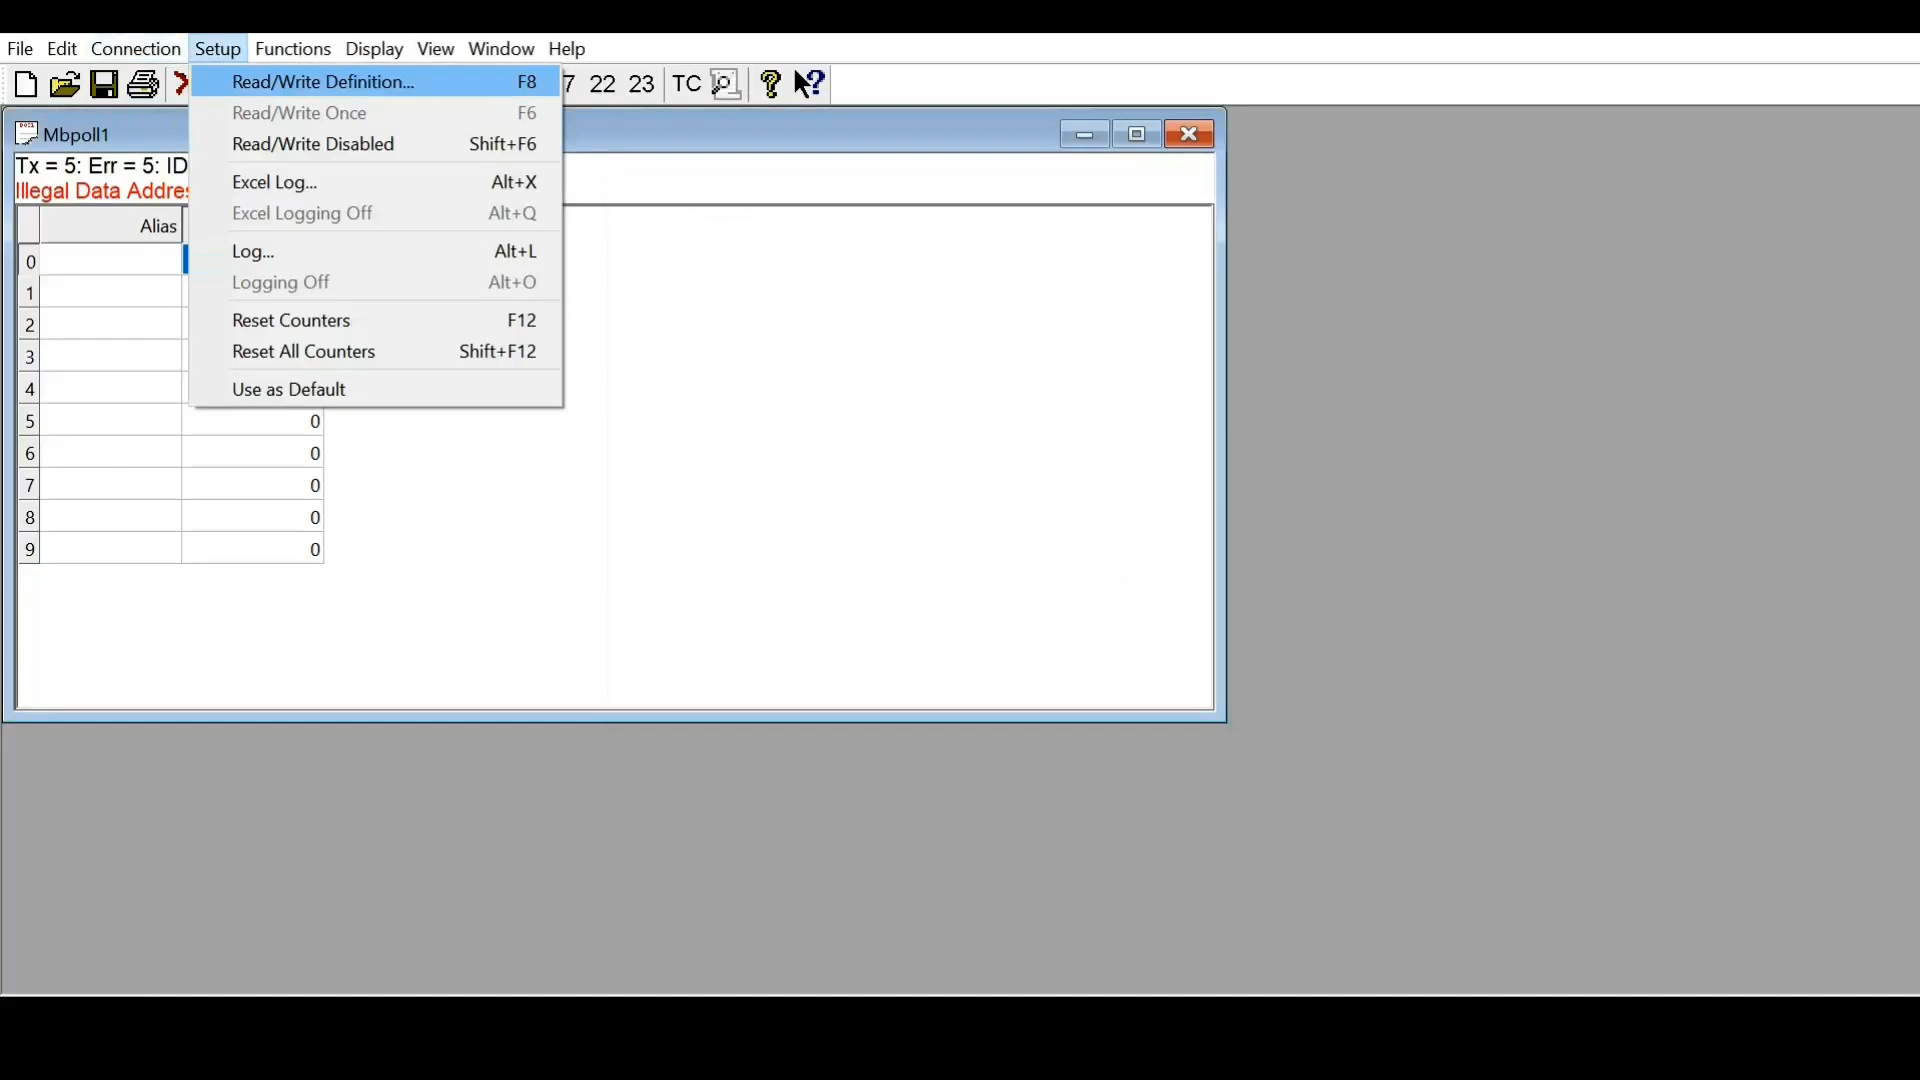 File Edit Connection Setup Functions Display View Window Help
7 22 23 TC
Read/Write Definition... F8
Read/Write Once F6
Read/Write Disabled Shift+F6
Excel Log... Alt+X
Excel Logging Off Alt+Q
Log... Alt+L
Logging Off Alt+O
Reset Counters F12
Reset All Counters Shift+F12
Use as Default
Mbpoll1
Tx = 5: Err = 5: ID
Illegal Data Addres
Alias
0
1
2
3
4
5 0
6 0
7 0
8 0
9 0